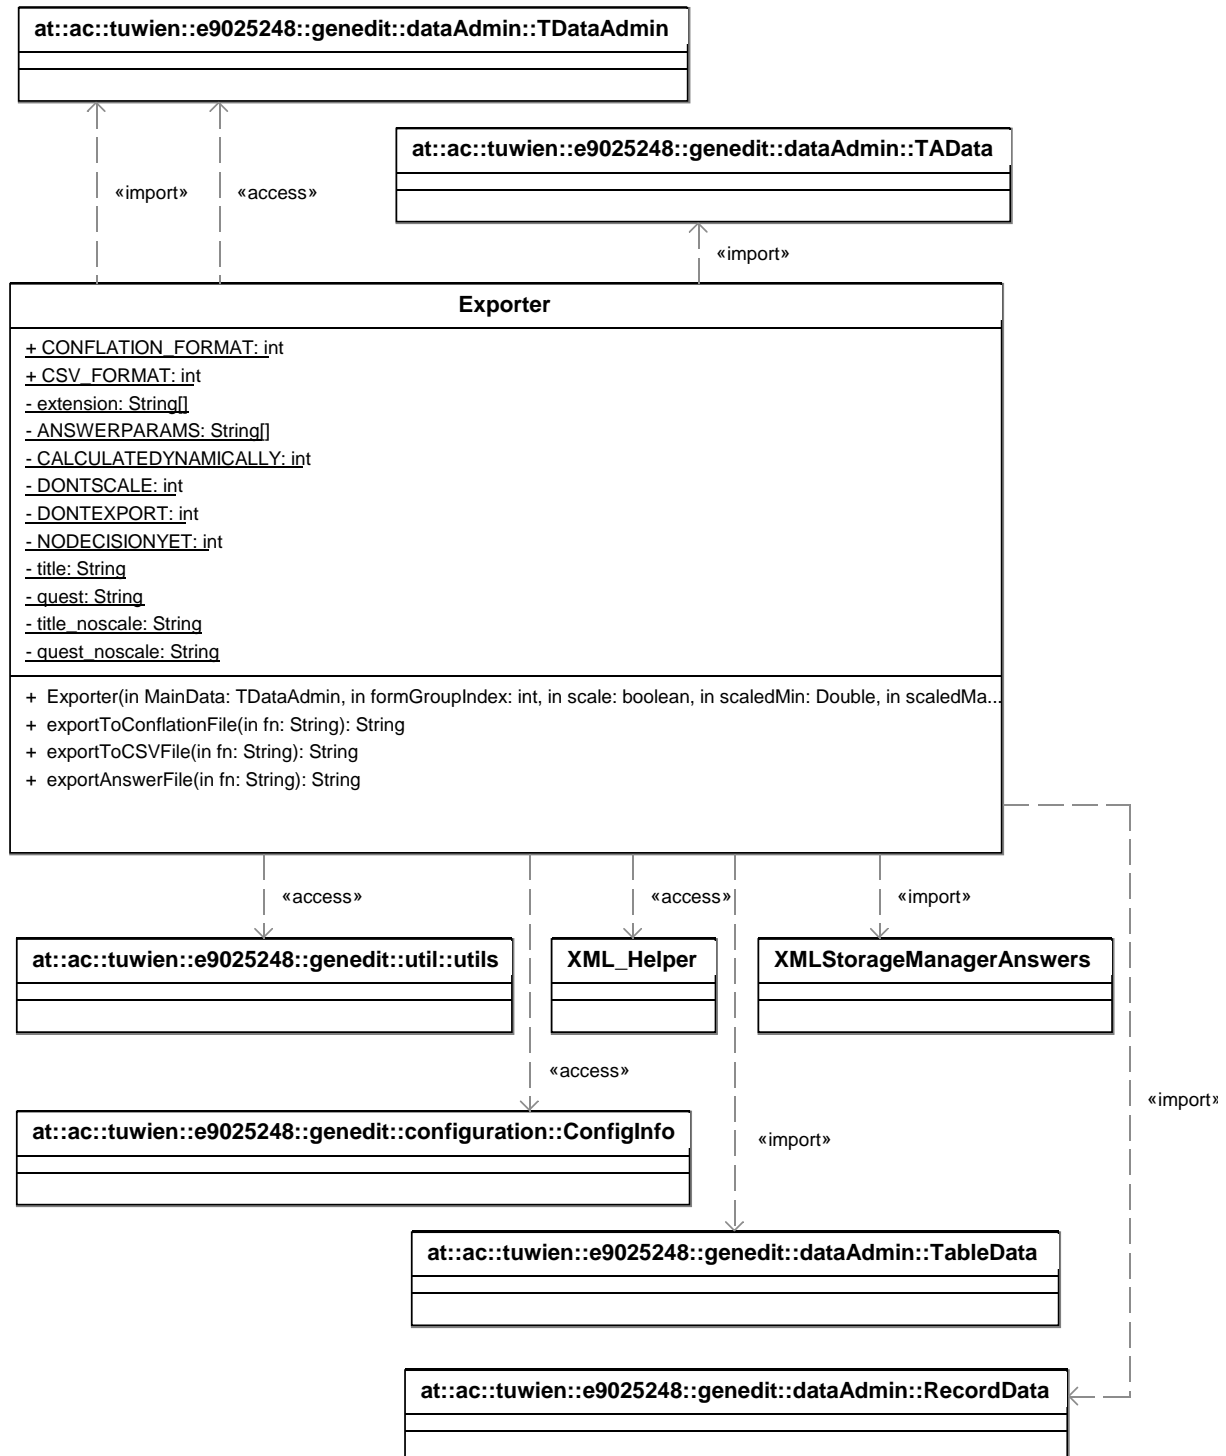 at::ac::tuwien::e9025248::genedit::dataAdmin::TDataAdmin
at::ac::tuwien::e9025248::genedit::dataAdmin::TAData
«import»
«access»
«import»
Exporter
+ CONFLATION_FORMAT: int
+ CSV_FORMAT: int
- extension: String[]
- ANSWERPARAMS: String[]
- CALCULATEDYNAMICALLY: int
- DONTSCALE: int
- DONTEXPORT: int
- NODECISIONYET: int
- title: String
- quest: String
- title_noscale: String
- quest_noscale: String
+ Exporter(in MainData: TDataAdmin, in formGroupIndex: int, in scale: boolean, in scaledMin: Double, in scaledMa...
+ exportToConflationFile(in fn: String): String
+ exportToCSVFile(in fn: String): String
+ exportAnswerFile(in fn: String): String
«access»
«access»
«import»
at::ac::tuwien::e9025248::genedit::util::utils
XML_Helper
XMLStorageManagerAnswers
«access»
«import»
at::ac::tuwien::e9025248::genedit::configuration::ConfigInfo
«import»
at::ac::tuwien::e9025248::genedit::dataAdmin::TableData
at::ac::tuwien::e9025248::genedit::dataAdmin::RecordData